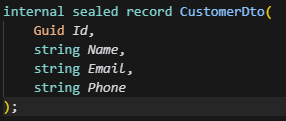 internal sealed record CustomerDto(
    Guid Id,
    string Name,
    string Email,
    string Phone
);